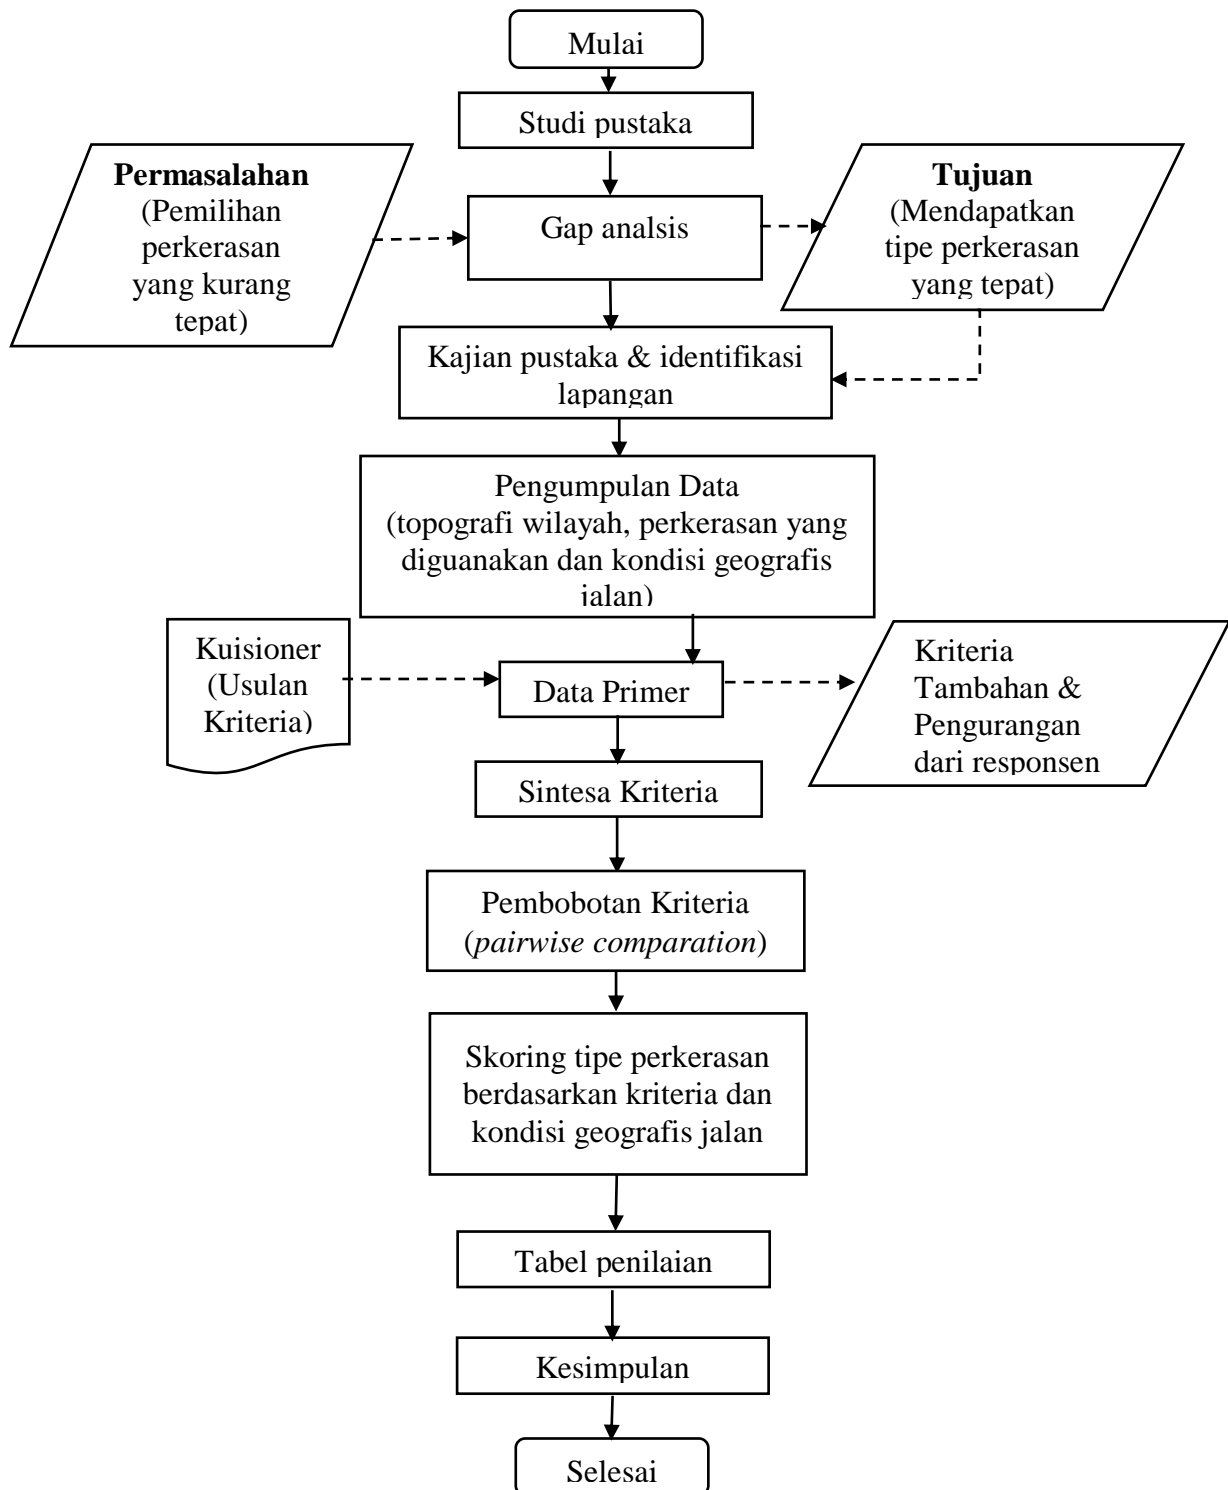 Mulai
Studi pustaka
Permasalahan
(Pemilihan
perkerasan
yang kurang
tepat)
Gap analsis
Tujuan
(Mendapatkan
tipe perkerasan
yang tepat)
Kajian pustaka & identifikasi
lapangan
Pengumpulan Data
(topografi wilayah, perkerasan yang
diguanakan dan kondisi geografis
jalan)
Kuisioner
(Usulan
Kriteria)
Data Primer
Kriteria
Tambahan &
Pengurangan
dari responsen
Sintesa Kriteria
Pembobotan Kriteria
(pairwise comparation)
Skoring tipe perkerasan
berdasarkan kriteria dan
kondisi geografis jalan
Tabel penilaian
Kesimpulan
Selesai